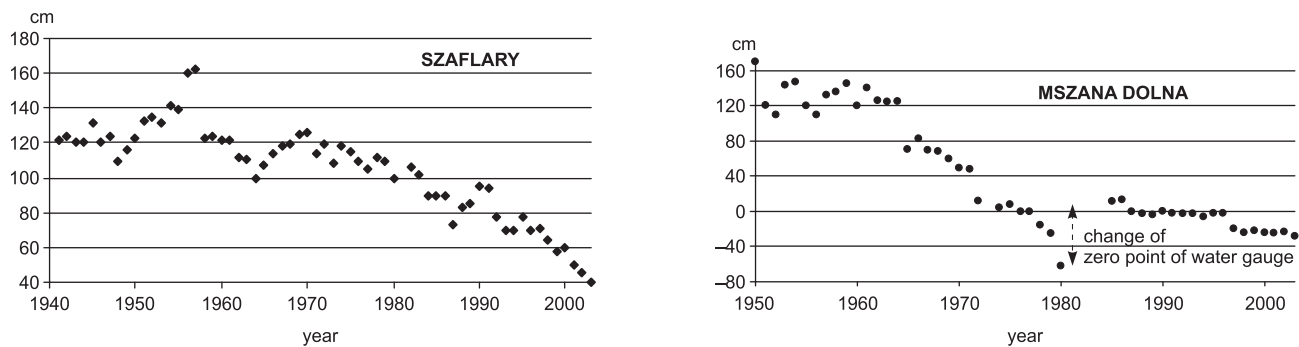 cm
180
160
140
120
100
80
60
40
SZAFLARY
1940 1950 1960 1970 1980 1990 2000
year
cm
160
120
80
40
0
–40
–80
MSZANA DOLNA
change of
zero point of water gauge
1950 1960 1970 1980 1990 2000
year